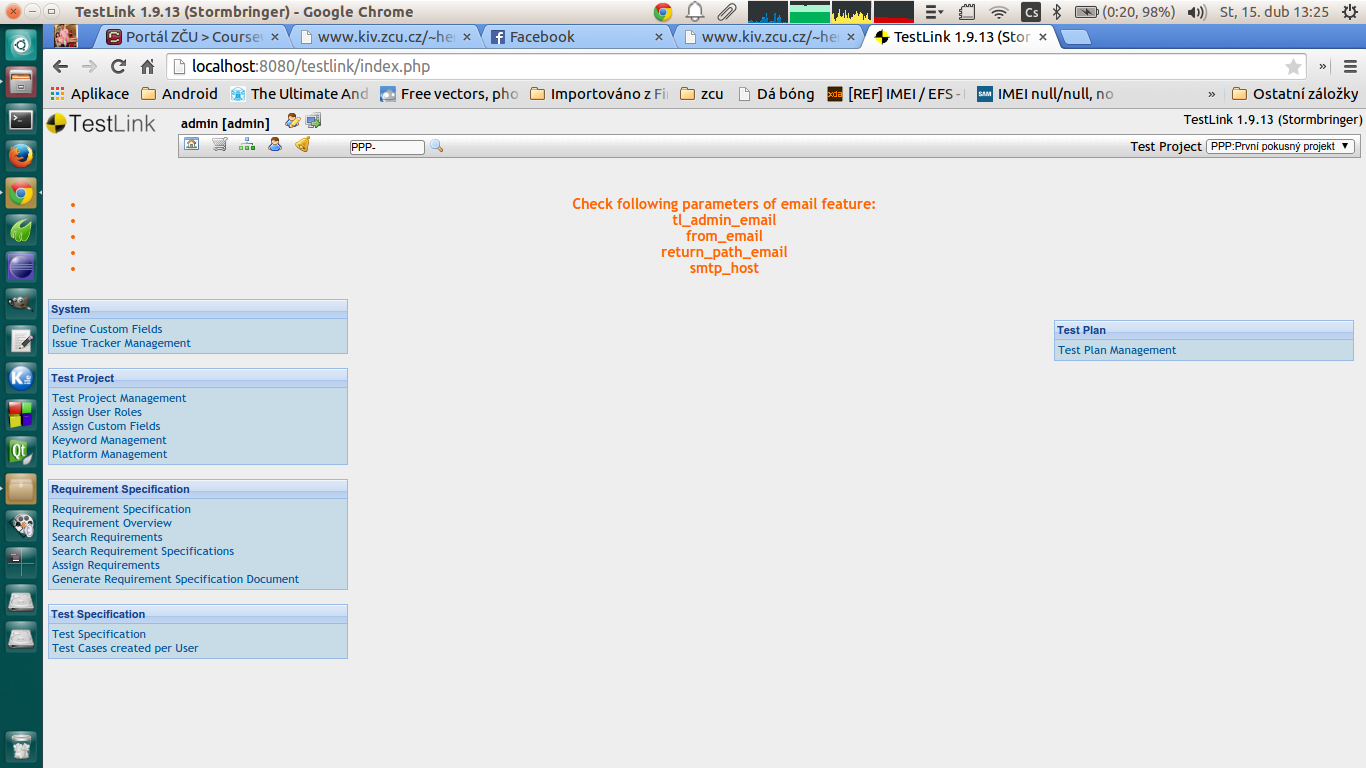 TestLink 1.9.13 (Stormbringer) - Google Chrome
Cs (0:20, 98%) St, 15. dub 13:25
Portál ZČU > Coursew
www.kiv.zcu.cz/~her
Facebook
www.kiv.zcu.cz/~her
TestLink 1.9.13 (Stor
localhost:8080/testlink/index.php
Aplikace
Android
The Ultimate And
Free vectors, pho
Importováno z Fi
zcu
Dá bóng
[REF] IMEI / EFS -
IMEI null/null, no
Ostatní záložky
TestLink
admin [admin]
TestLink 1.9.13 (Stormbringer)
PPP-
Test Project
PPP:První pokusný projekt
Check following parameters of email feature:
tl_admin_email
from_email
return_path_email
smtp_host
System
Define Custom Fields
Issue Tracker Management
Test Plan
Test Plan Management
Test Project
Test Project Management
Assign User Roles
Assign Custom Fields
Keyword Management
Platform Management
Requirement Specification
Requirement Specification
Requirement Overview
Search Requirements
Search Requirement Specifications
Assign Requirements
Generate Requirement Specification Document
Test Specification
Test Specification
Test Cases created per User